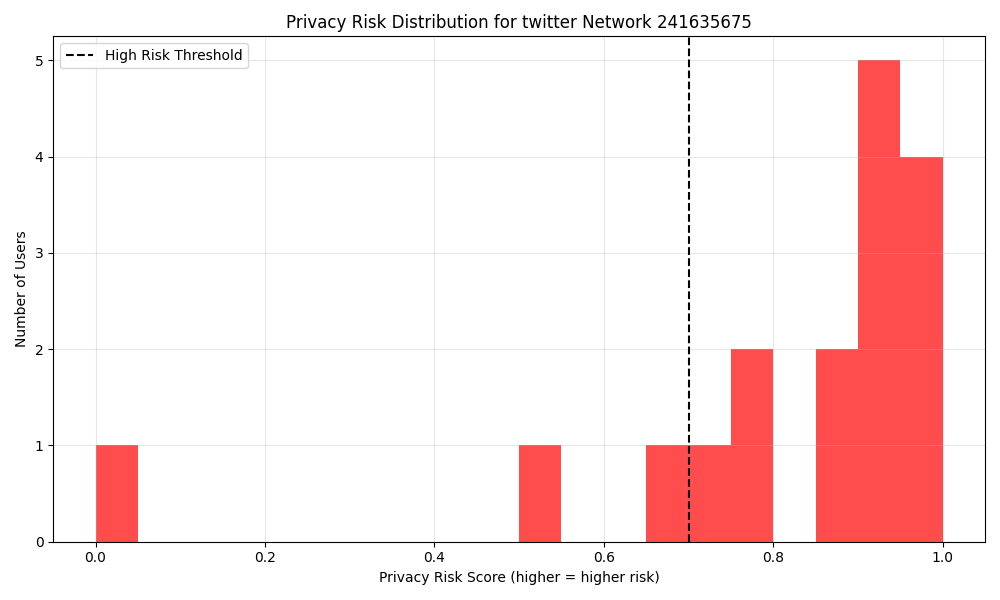 Privacy Risk Distribution for twitter Network 241635675
High Risk Threshold
5
4
3
2
1
0
Number of Users
0.0 0.2 0.4 0.6 0.8 1.0
Privacy Risk Score (higher = higher risk)